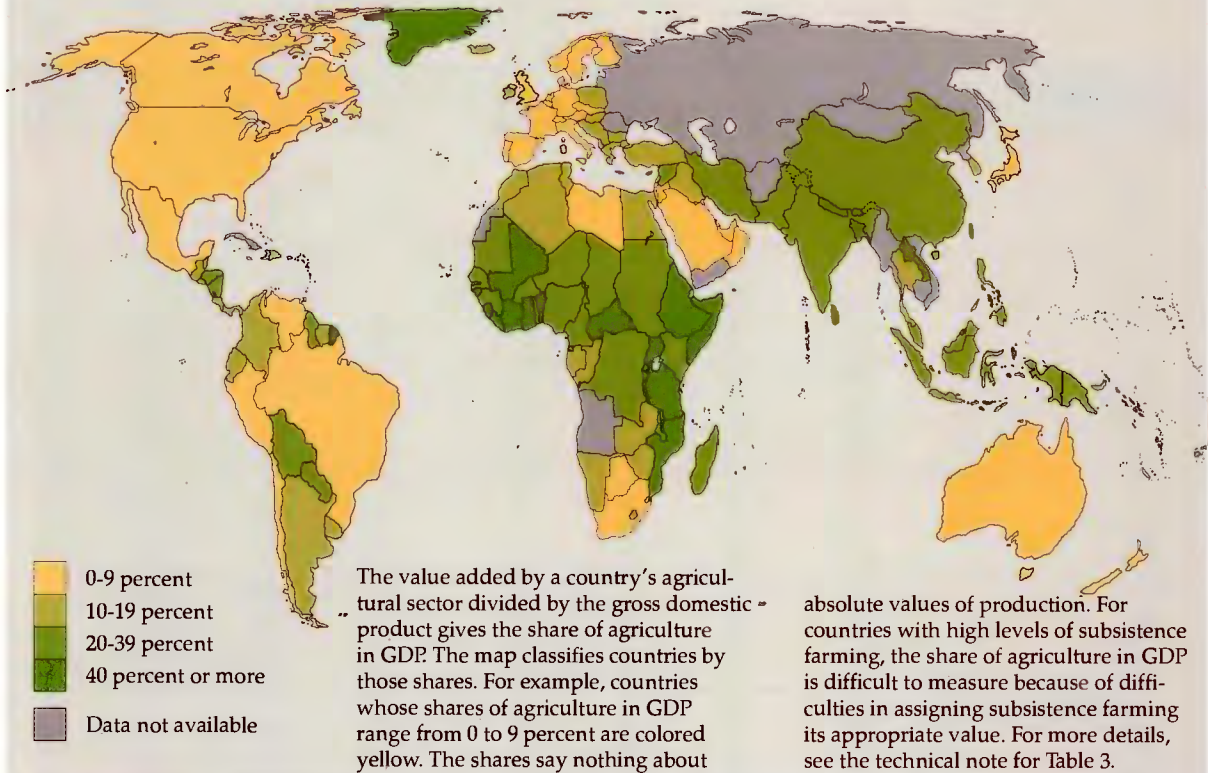 0-9 percent
10-19 percent
20-39 percent
40 percent or more
Data not available
The value added by a country's agricul-
tural sector divided by the gross domestic
product gives the share of agriculture
in GDP. The map classifies countries by
those shares. For example, countries
whose shares of agriculture in GDP
range from 0 to 9 percent are colored
yellow. The shares say nothing about
absolute values of production. For
countries with high levels of subsistence
farming, the share of agriculture in GDP
is difficult to measure because of diffi-
culties in assigning subsistence farming
its appropriate value. For more details,
see the technical note for Table 3.